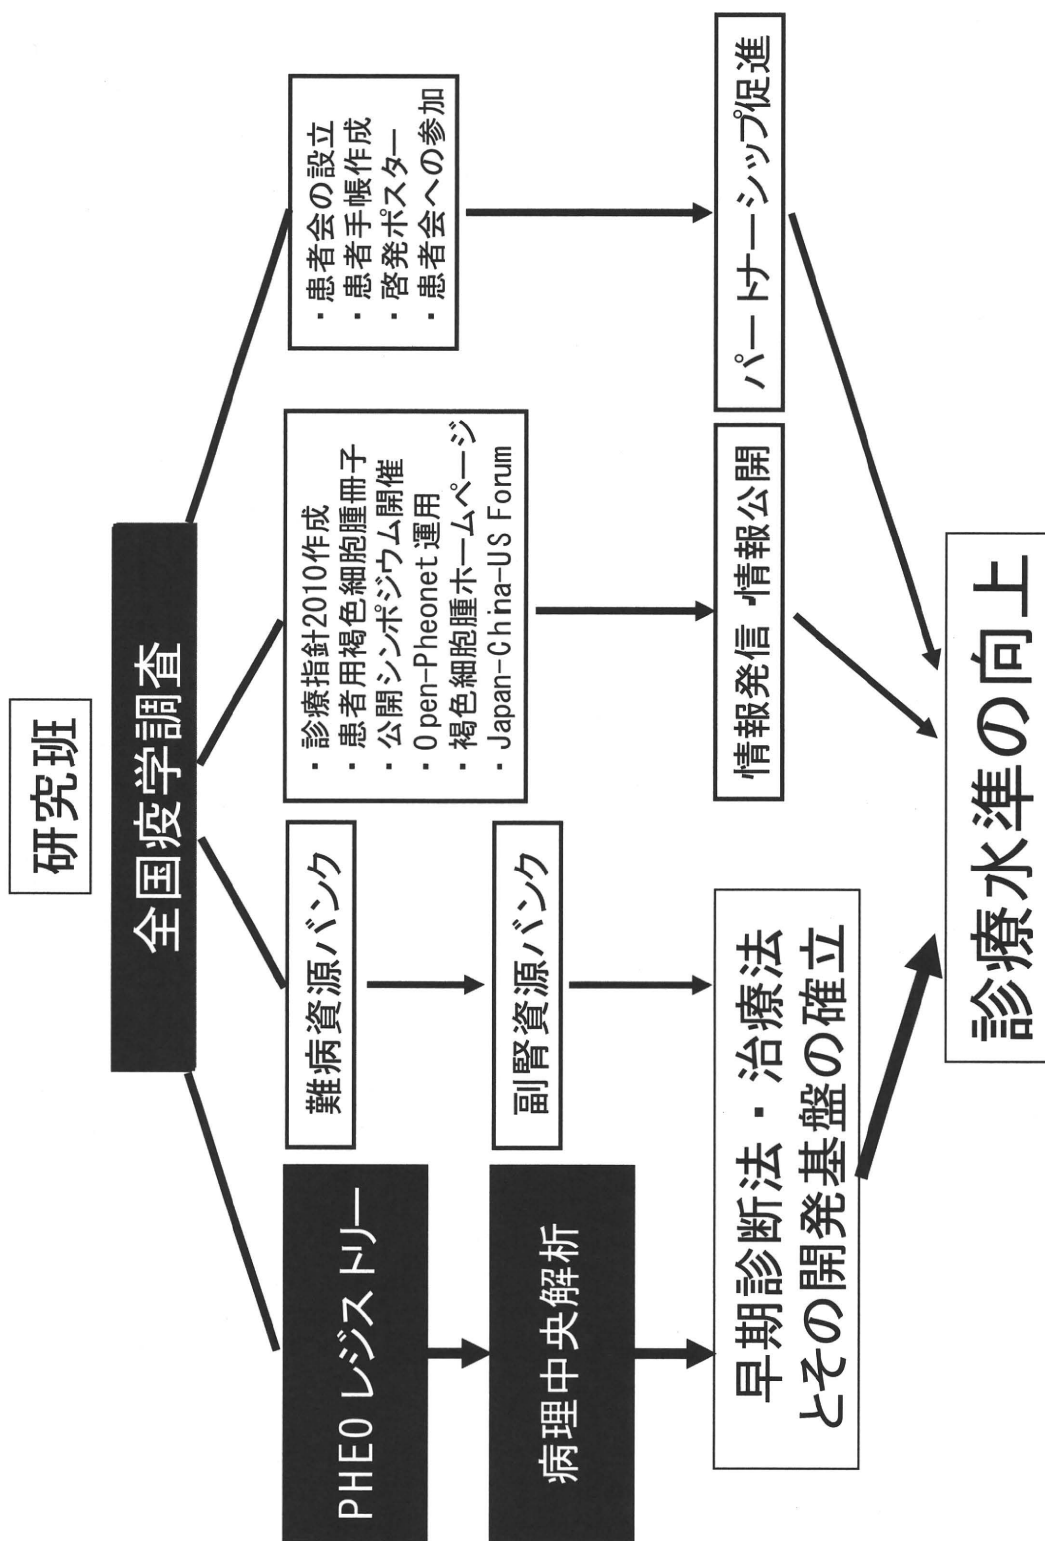 研究班
全国疫学調査
PHEO レジストリー
病理中央解析
難病資源バンク
副腎資源バンク
早期診断法・治療法
とその開発基盤の確立
・診療指針2010作成
・患者用褐色細胞腫冊子
・公開シンポジウム開催
・Open-Pheonet運用
・褐色細胞腫ホームページ
・Japan-China-US Forum
情報発信・情報公開
・患者会の設立
・患者手帳作成
・啓発ポスター
・患者会への参加
パートナーシップ促進
診療水準の向上